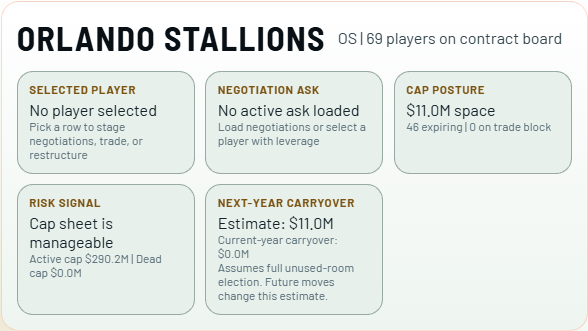 ORLANDO STALLIONS
OS | 69 players on contract board
SELECTED PLAYER
No player selected
Pick a row to stage
negotiations, trade, or
restructure
NEGOTIATION ASK
No active ask loaded
Load negotiations or select a
player with leverage
CAP POSTURE
$11.0M space
46 expiring | 0 on trade block
RISK SIGNAL
Cap sheet is
manageable
Active cap $290.2M | Dead
cap $0.0M
NEXT-YEAR CARRYOVER
Estimate: $11.0M
Current-year carryover:
$0.0M
Assumes full unused-room
election. Future moves
change this estimate.